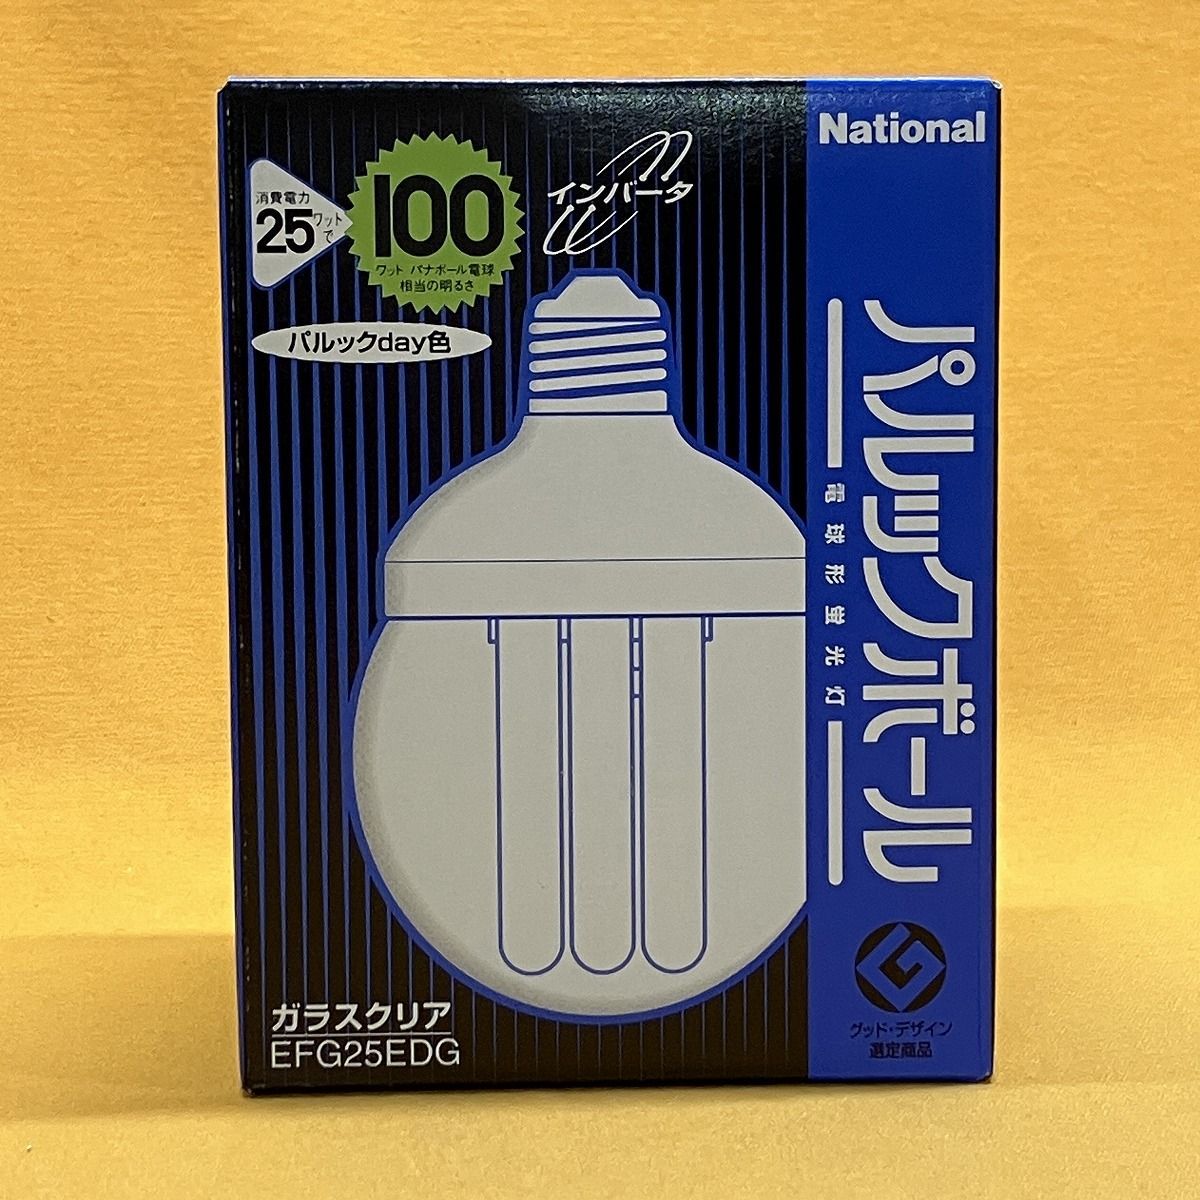 National
消費電力
25ワットで
100
ワット パナボール電球
相当の明るさ
インバータ
パルックday色
パルックボール
電球形蛍光灯
ガラスクリア
EFG25EDG
G
グッド・デザイン
選定商品